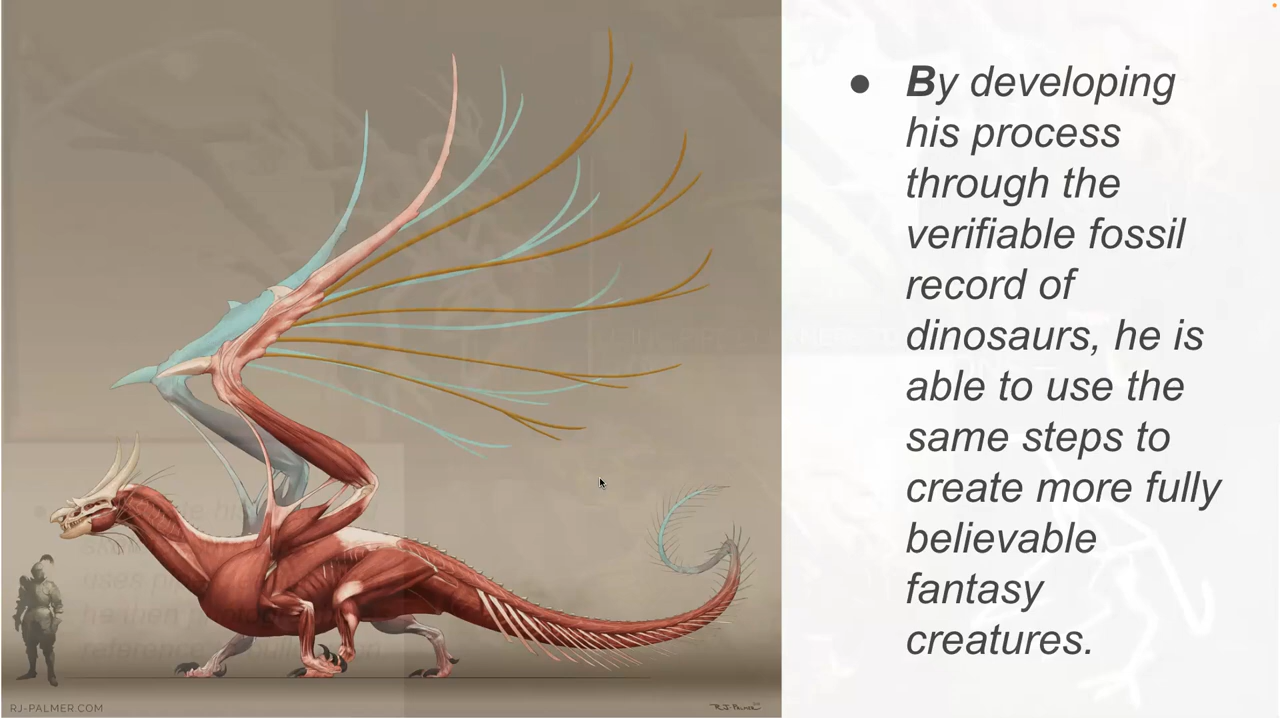 ● By developing
his process
through the
verifiable fossil
record of
dinosaurs, he is
able to use the
same steps to
create more fully
believable
fantasy
creatures.
RJ-PALMER.COM
R.J. PALMER